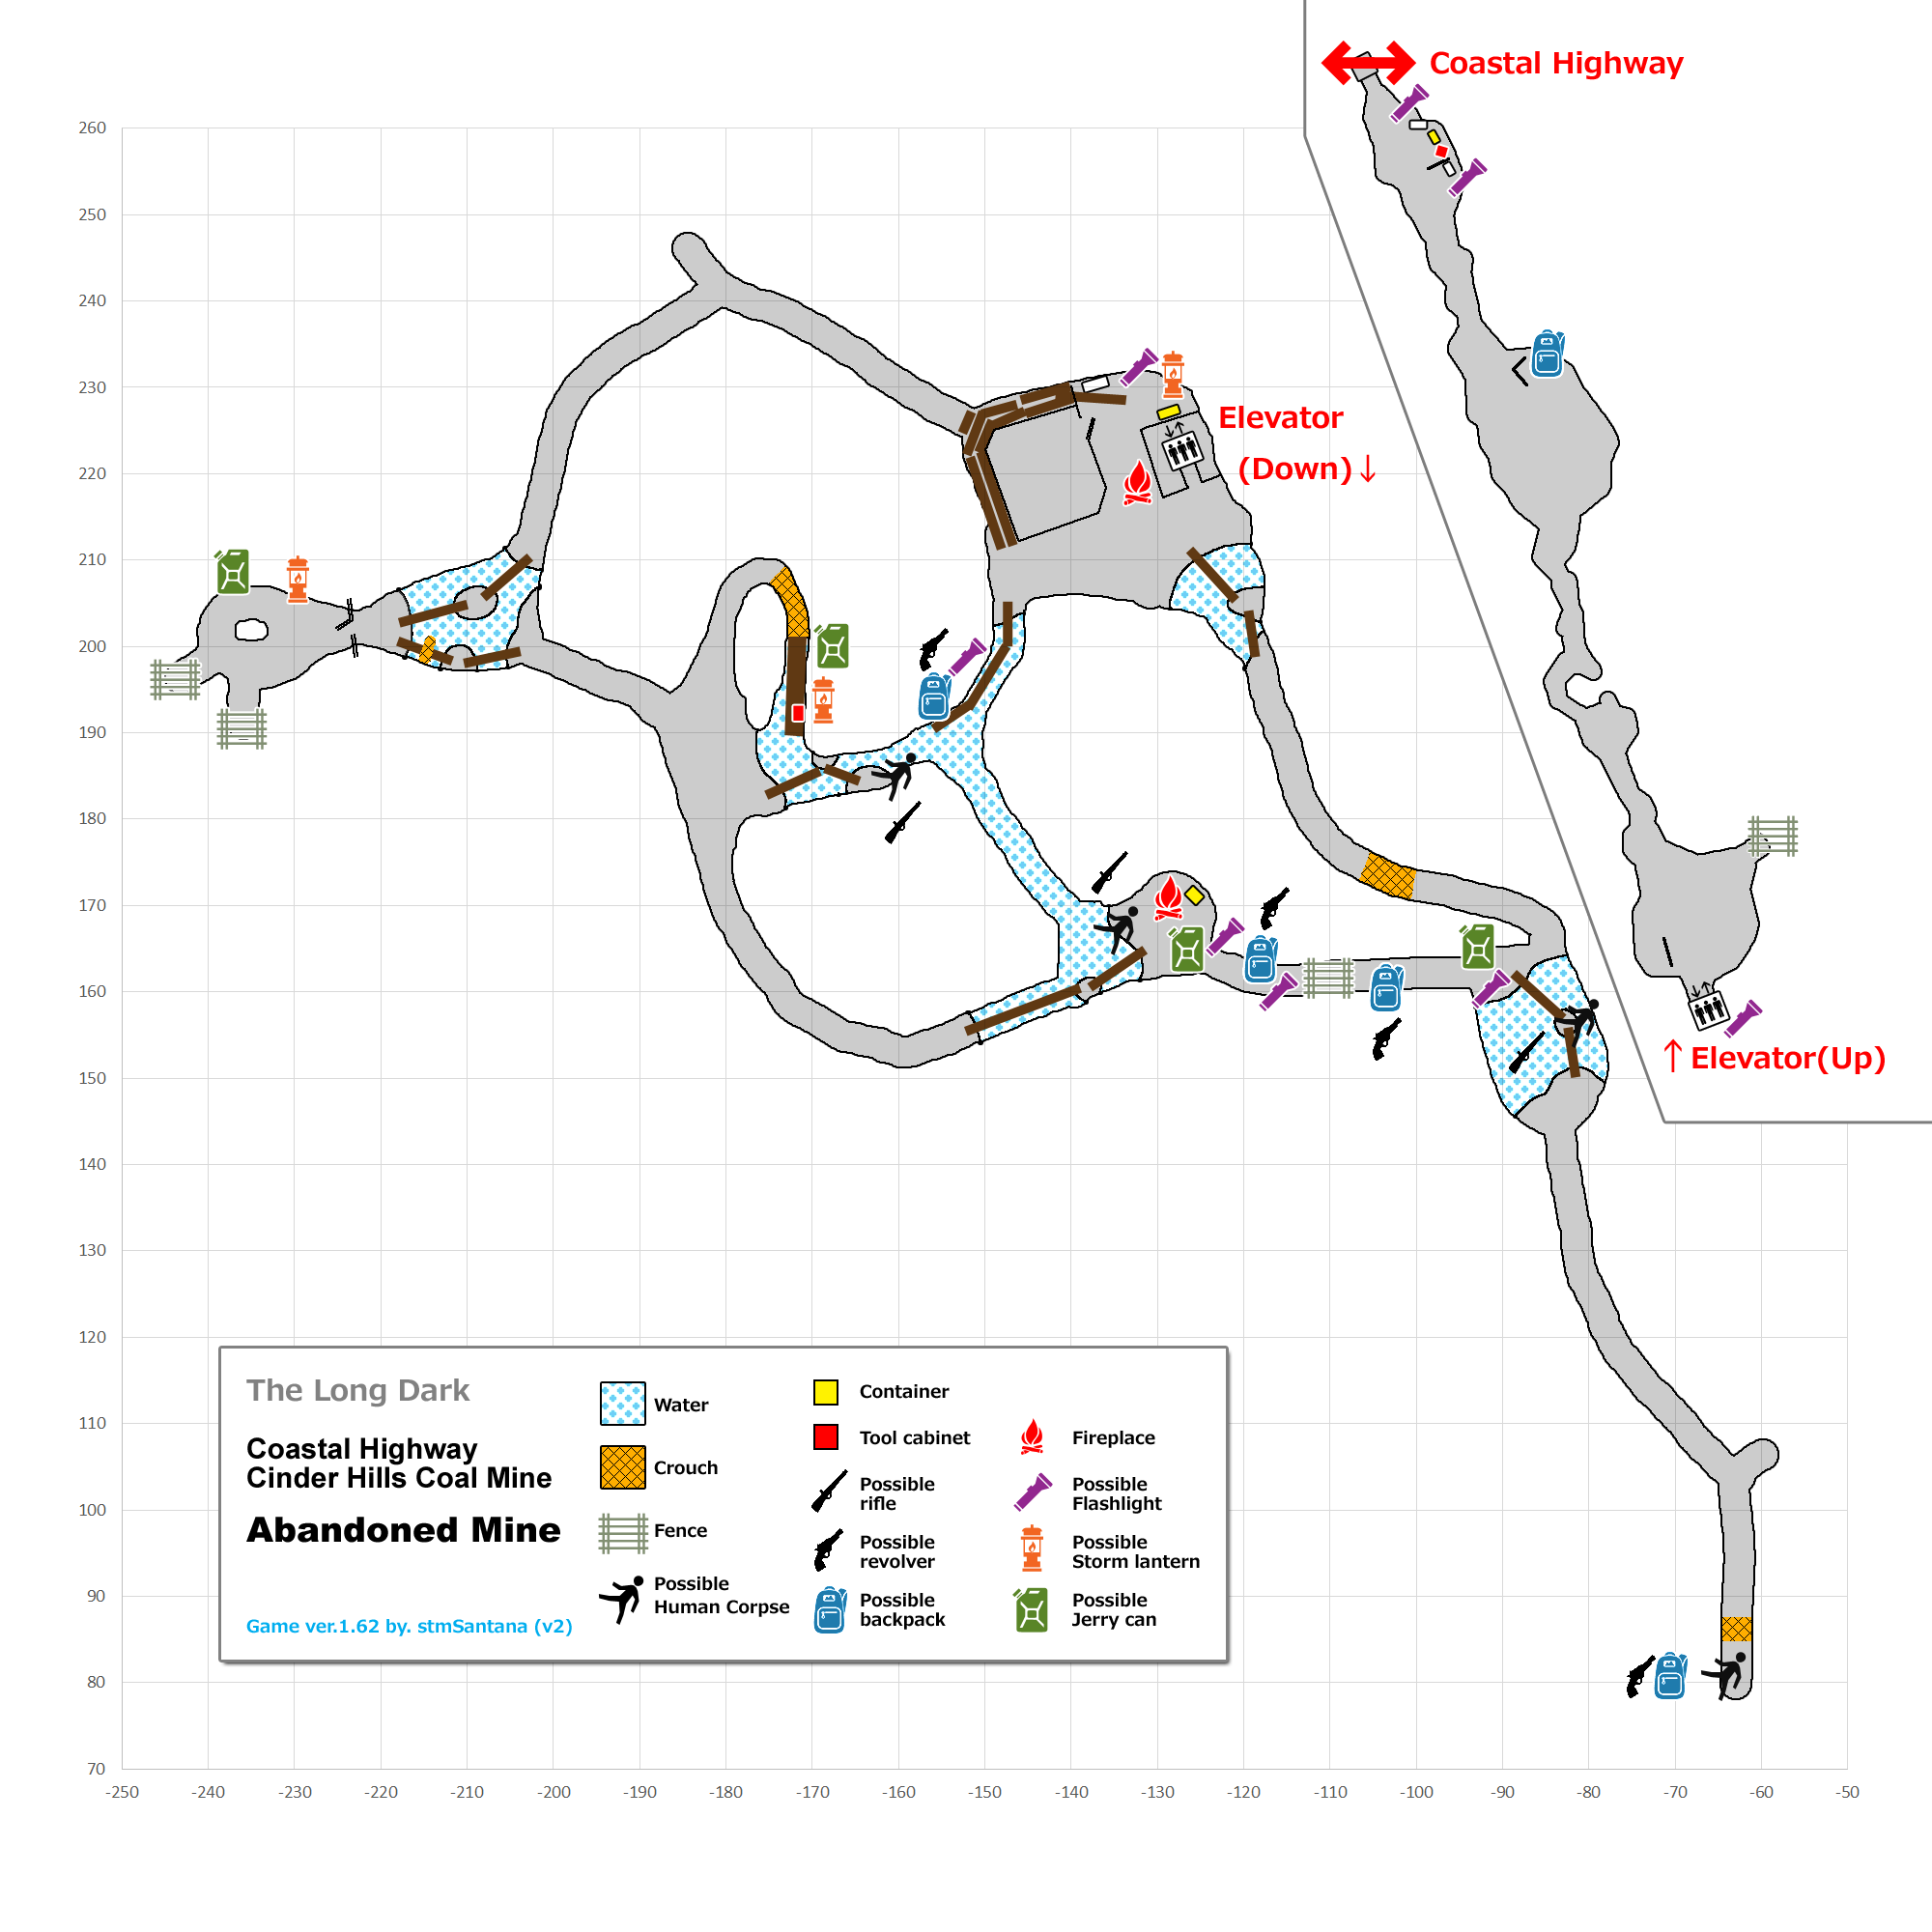 Coastal Highway
260
250
240
230
220
210
200
190
180
170
160
150
140
130
120
110
100
90
80
70
Elevator
(Down)↓
↑Elevator(Up)
The Long Dark
Coastal Highway
Cinder Hills Coal Mine
Abandoned Mine
Game ver.1.62 by. stmSantana (v2)
Water
Crouch
Fence
Possible
Human Corpse
Container
Tool cabinet
Possible
rifle
Possible
revolver
Possible
backpack
Fireplace
Possible
Flashlight
Possible
Storm lantern
Possible
Jerry can
-250 -240 -230 -220 -210 -200 -190 -180 -170 -160 -150 -140 -130 -120 -110 -100 -90 -80 -70 -60 -50